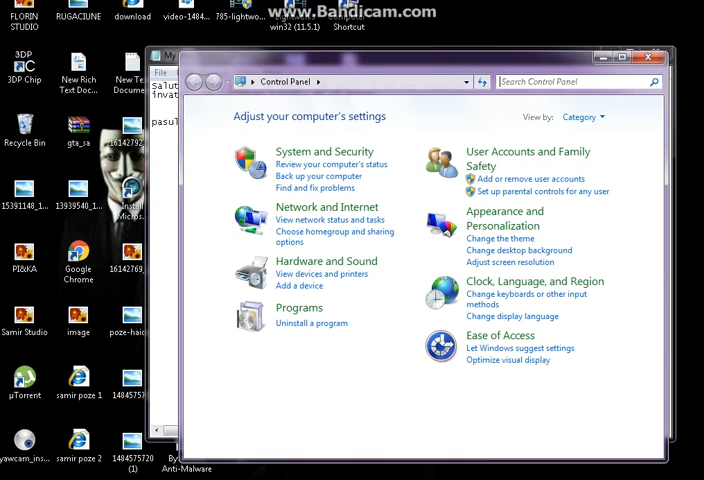 www.Bandicam.com
FLORIN
STUDIO
RUGACIUNE
download
video-1484...
785-lightwo...
win32 (11.5.1)
Shortcut
3DP Chip
New Rich
Text Doc...
New Te
Docume
Recycle Bin
gta_sa
16142792
15391148_1...
13939540_1...
Install
Micros.
PI&KA
Google
Chrome
16142769_
Samir Studio
image
poze-haio
µTorrent
samir poze 1
14845757
yawcam_ins...
samir poze 2
1484575720
(1)
Anti-Malware
My
File
Salut
invat
pasul
Control Panel
Search Control Panel
Adjust your computer's settings
View by:
Category
System and Security
Review your computer's status
Back up your computer
Find and fix problems
Network and Internet
View network status and tasks
Choose homegroup and sharing
options
Hardware and Sound
View devices and printers
Add a device
Programs
Uninstall a program
User Accounts and Family
Safety
Add or remove user accounts
Set up parental controls for any user
Appearance and
Personalization
Change the theme
Change desktop background
Adjust screen resolution
Clock, Language, and Region
Change keyboards or other input
methods
Change display language
Ease of Access
Let Windows suggest settings
Optimize visual display